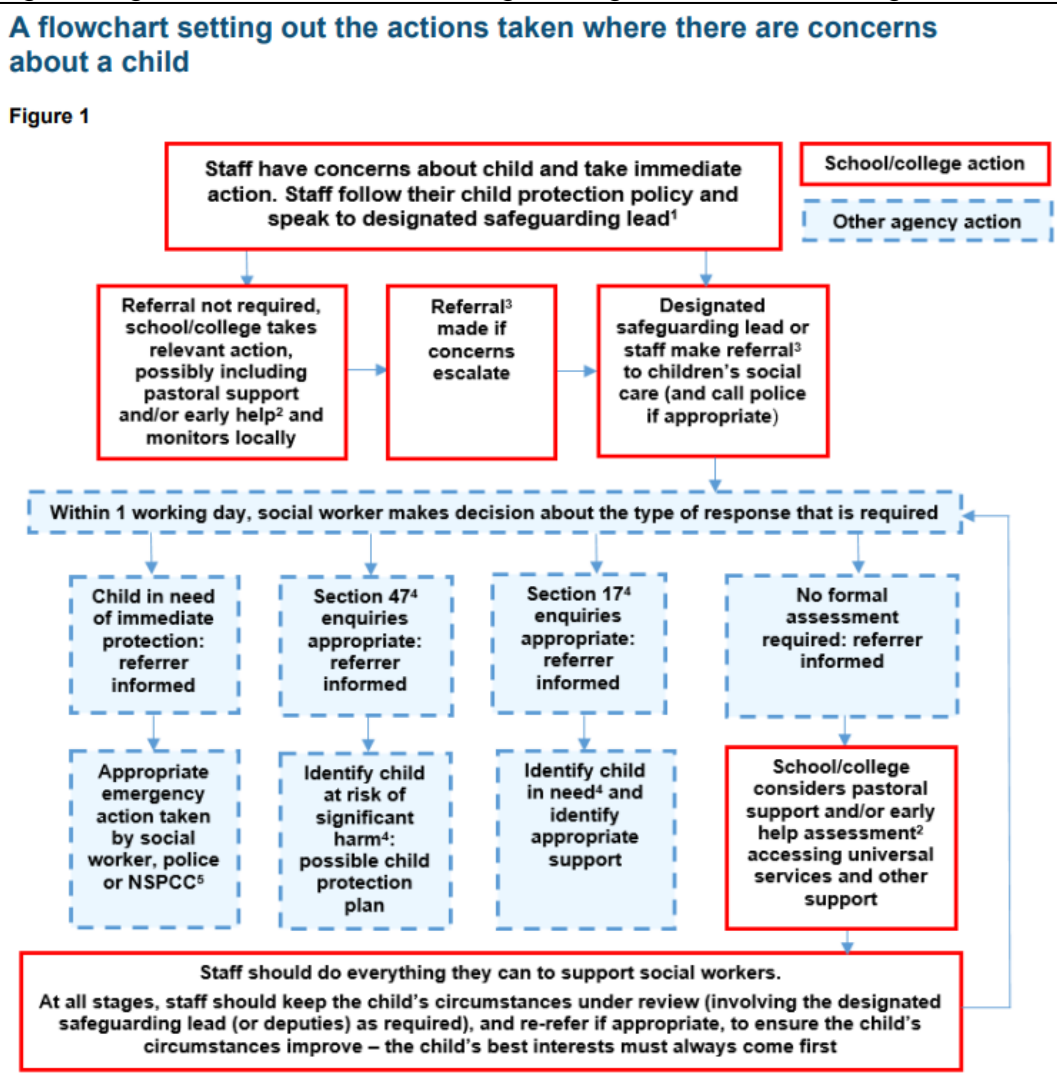 A flowchart setting out the actions taken where there are concerns
about a child
Figure 1
Staff have concerns about child and take immediate
action. Staff follow their child protection policy and
speak to designated safeguarding lead¹
School/college action
Other agency action
Referral not required,
school/college takes
relevant action,
possibly including
pastoral support
and/or early help² and
monitors locally
Referral³
made if
concerns
escalate
Designated
safeguarding lead or
staff make referral³
to children’s social
care (and call police
if appropriate)
Within 1 working day, social worker makes decision about the type of response that is required
Child in need
of immediate
protection:
referrer
informed
Section 47⁴
enquiries
appropriate:
referrer
informed
Section 17⁴
enquiries
appropriate:
referrer
informed
No formal
assessment
required: referrer
informed
Appropriate
emergency
action taken
by social
worker, police
or NSPCC⁵
Identify child
at risk of
significant
harm⁴:
possible child
protection
plan
Identify child
in need⁴ and
identify
appropriate
support
School/college
considers pastoral
support and/or early
help assessment²
accessing universal
services and other
support
Staff should do everything they can to support social workers.
At all stages, staff should keep the child’s circumstances under review (involving the designated
safeguarding lead (or deputies) as required), and re-refer if appropriate, to ensure the child’s
circumstances improve – the child’s best interests must always come first